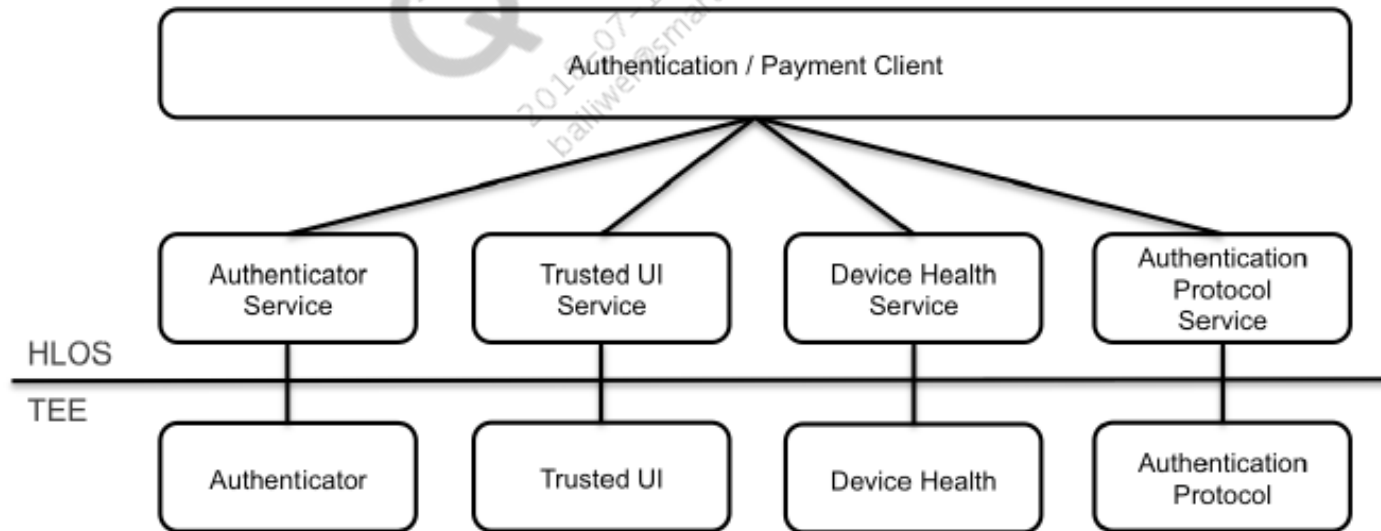 Authentication / Payment Client
Authenticator
Service
Trusted UI
Service
Device Health
Service
Authentication
Protocol
Service
HLOS
TEE
Authenticator
Trusted UI
Device Health
Authentication
Protocol